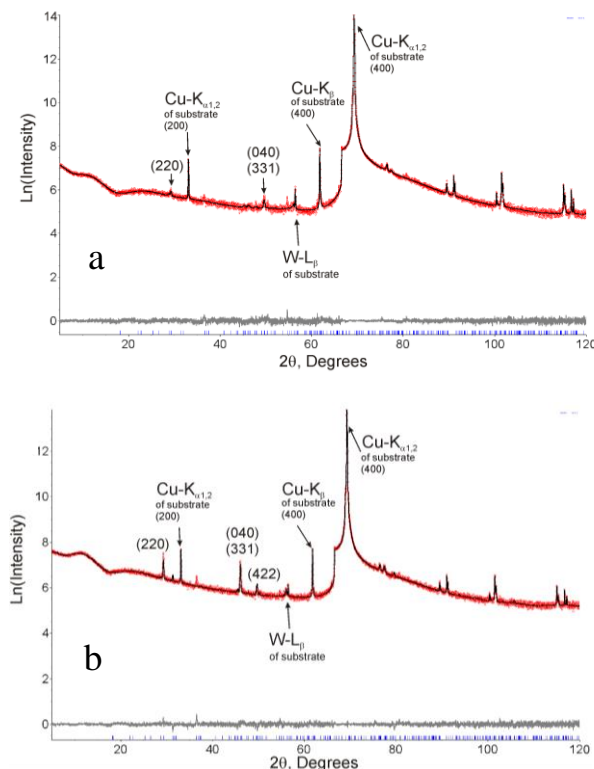 14
12
10
8
6
4
2
0
Ln(Intensity)
Cu-Kα1,2
of substrate
(400)
Cu-Kα1,2
of substrate
(200)
Cu-Kβ
of substrate
(400)
(220)
(040)
(331)
W-Lβ
of substrate
a
20 40 60 80 100 120
2θ, Degrees
12
10
8
6
4
2
0
Ln(Intensity)
Cu-Kα1,2
of substrate
(400)
Cu-Kα1,2
of substrate
(200)
Cu-Kβ
of substrate
(400)
(220)
(040)
(331)
(422)
W-Lβ
of substrate
b
20 40 60 80 100 120
2θ, Degrees